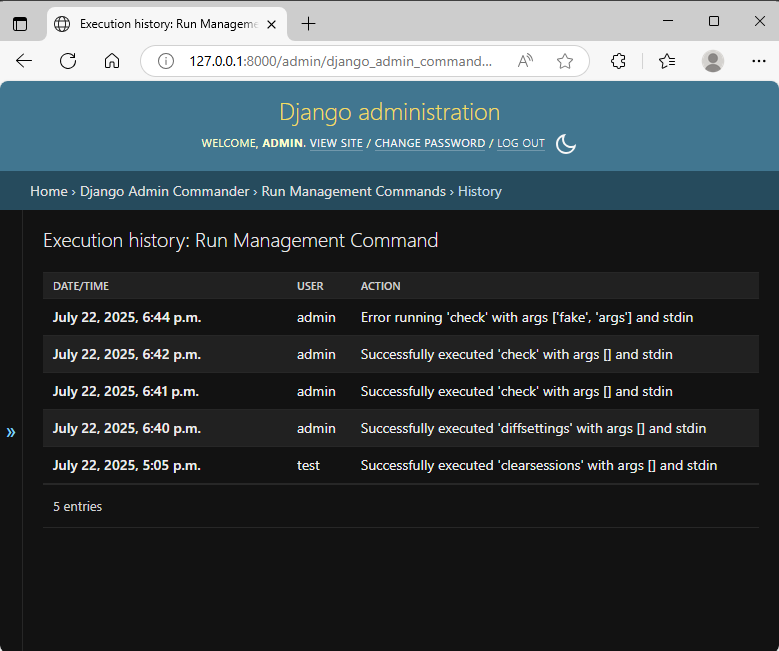 Execution history: Run Manageme
127.0.0.1:8000/admin/django_admin_command...
Django administration
WELCOME, ADMIN. VIEW SITE / CHANGE PASSWORD / LOG OUT
Home › Django Admin Commander › Run Management Commands › History
Execution history: Run Management Command
DATE/TIME USER ACTION
July 22, 2025, 6:44 p.m. admin Error running 'check' with args ['fake', 'args'] and stdin
July 22, 2025, 6:42 p.m. admin Successfully executed 'check' with args [] and stdin
July 22, 2025, 6:41 p.m. admin Successfully executed 'check' with args [] and stdin
July 22, 2025, 6:40 p.m. admin Successfully executed 'diffsettings' with args [] and stdin
July 22, 2025, 5:05 p.m. test Successfully executed 'clearsessions' with args [] and stdin
»
5 entries